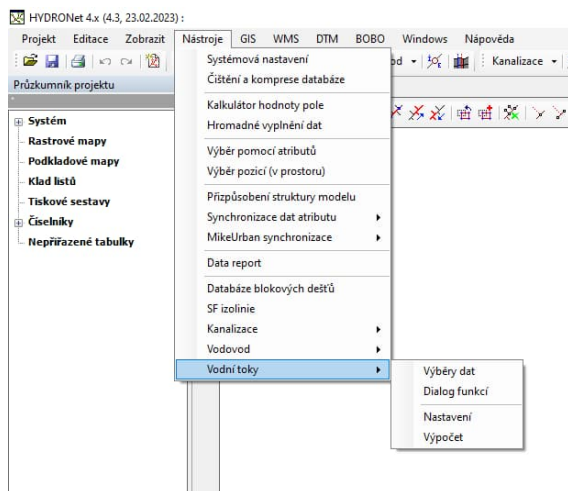 HYDRONet 4.x (4.3, 23.02.2023) :
Projekt Editace Zobrazit Nástroje GIS WMS DTM BOBO Windows Nápověda
Kanalizace
Průzkumník projektu
Systém
Rastrové mapy
Podkladové mapy
Klad listů
Tiskové sestavy
Číselníky
Nepřiřazené tabulky
Systémová nastavení
Čištění a komprese databáze
Kalkulátor hodnoty pole
Hromadné vyplnění dat
Výběr pomocí atributů
Výběr pozicí (v prostoru)
Přizpůsobení struktury modelu
Synchronizace dat atributu
MikeUrban synchronizace
Data report
Databáze blokových dešťů
SF izolinie
Kanalizace
Vodovod
Vodní toky
Výběry dat
Dialog funkcí
Nastavení
Výpočet